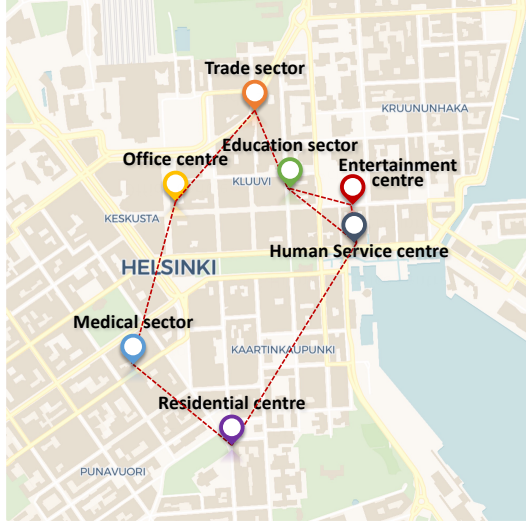 Trade sector
KRUUNUNHAKA
Education sector
Office centre
Entertainment
centre
KLUUVI
KESKUSTA
Human Service centre
HELSINKI
Medical sector
KAARTINKAUPUNKI
Residential centre
PUNAVUORI